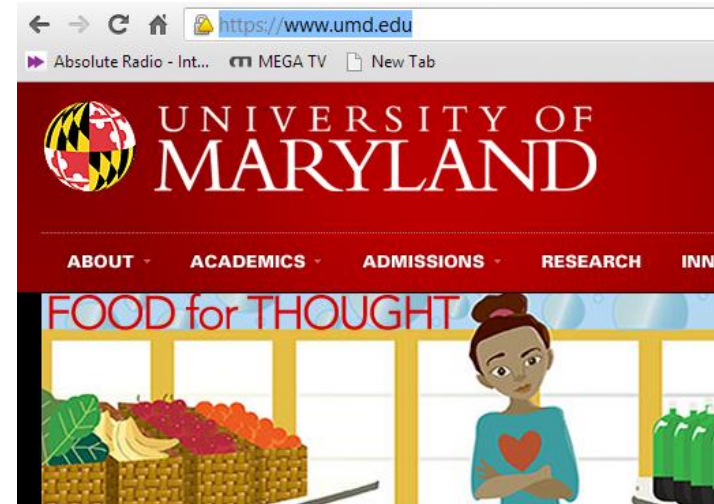 https://www.umd.edu
Absolute Radio - Int... MEGA TV New Tab
UNIVERSITY OF
MARYLAND
ABOUT ACADEMICS ADMISSIONS RESEARCH INN
FOOD for THOUGHT